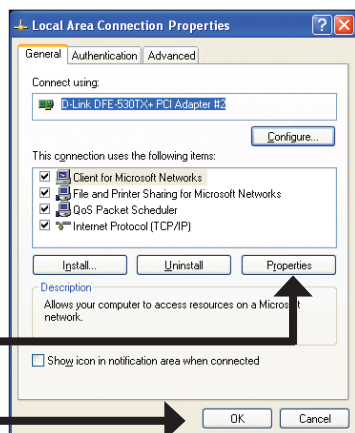 Local Area Connection Properties
General Authentication Advanced
Connect using:
D-Link DFE-530TX+ PCI Adapter #2
Configure...
This connection uses the following items:
Client for Microsoft Networks
File and Printer Sharing for Microsoft Networks
QoS Packet Scheduler
Internet Protocol (TCP/IP)
Install... Uninstall Properties
Description
Allows your computer to access resources on a Microsoft
network.
Show icon in notification area when connected
OK Cancel